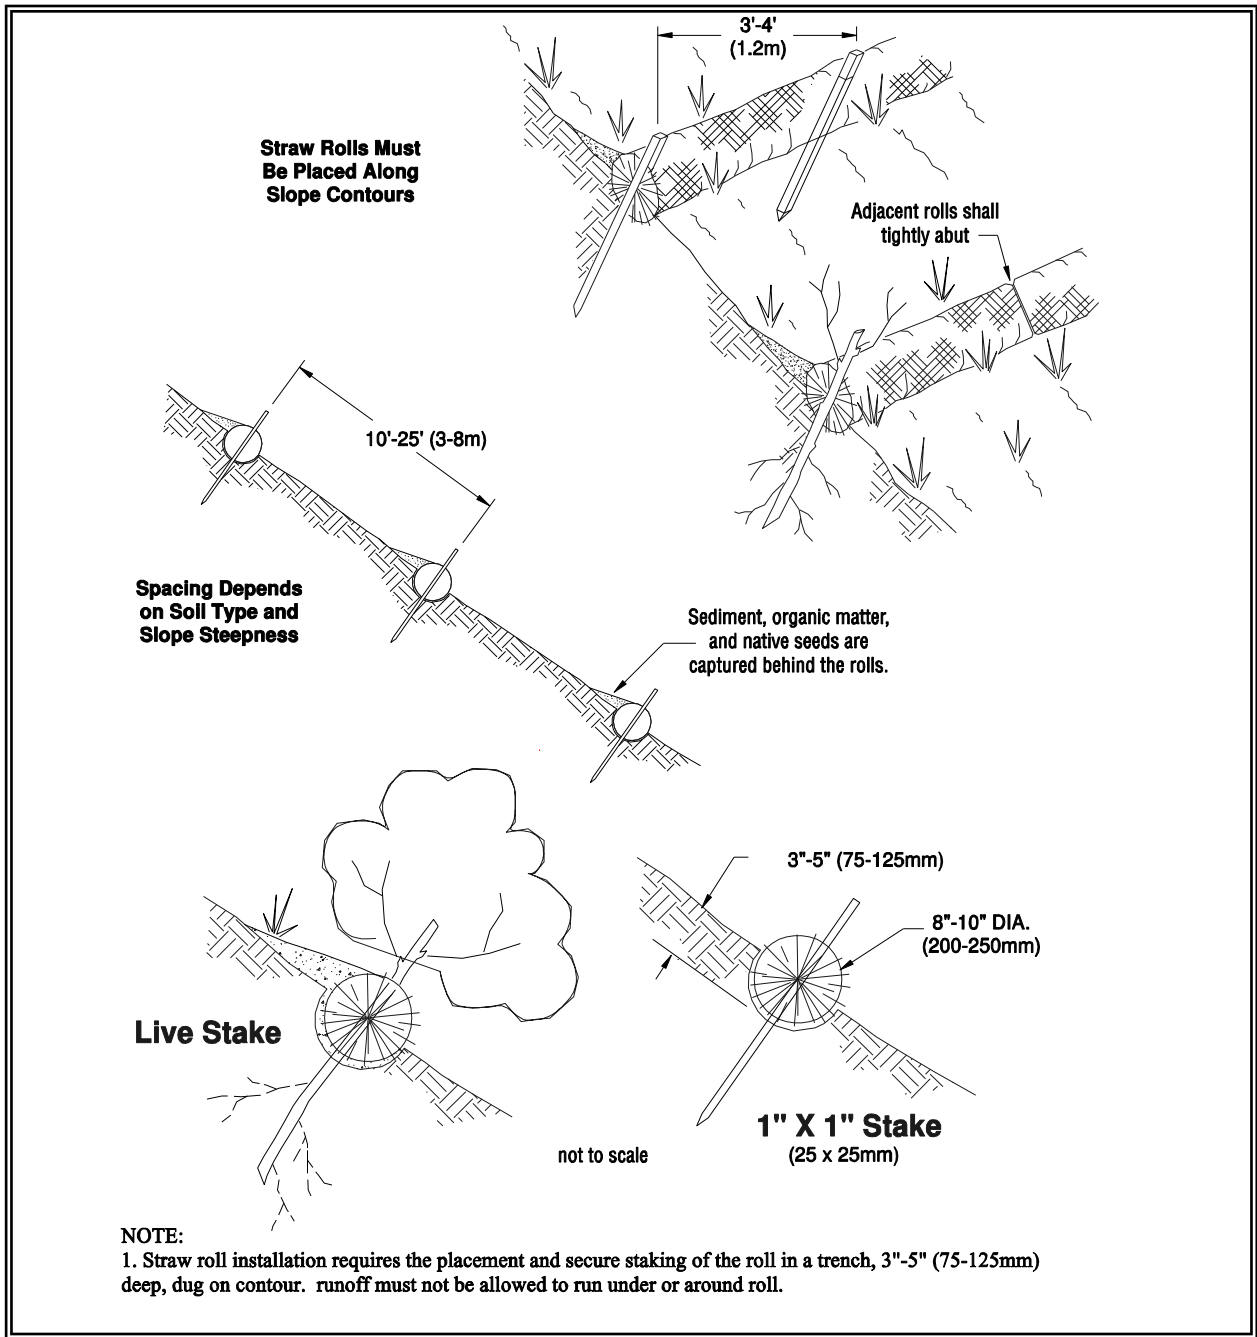 3'-4'
(1.2m)
Straw Rolls Must
Be Placed Along
Slope Contours
Adjacent rolls shall
tightly abut
10'-25' (3-8m)
Spacing Depends
on Soil Type and
Slope Steepness
Sediment, organic matter,
and native seeds are
captured behind the rolls.
3"-5" (75-125mm)
8"-10" DIA.
(200-250mm)
Live Stake
1" X 1" Stake
(25 x 25mm)
not to scale
NOTE:
1. Straw roll installation requires the placement and secure staking of the roll in a trench, 3"-5" (75-125mm)
deep, dug on contour.  runoff must not be allowed to run under or around roll.